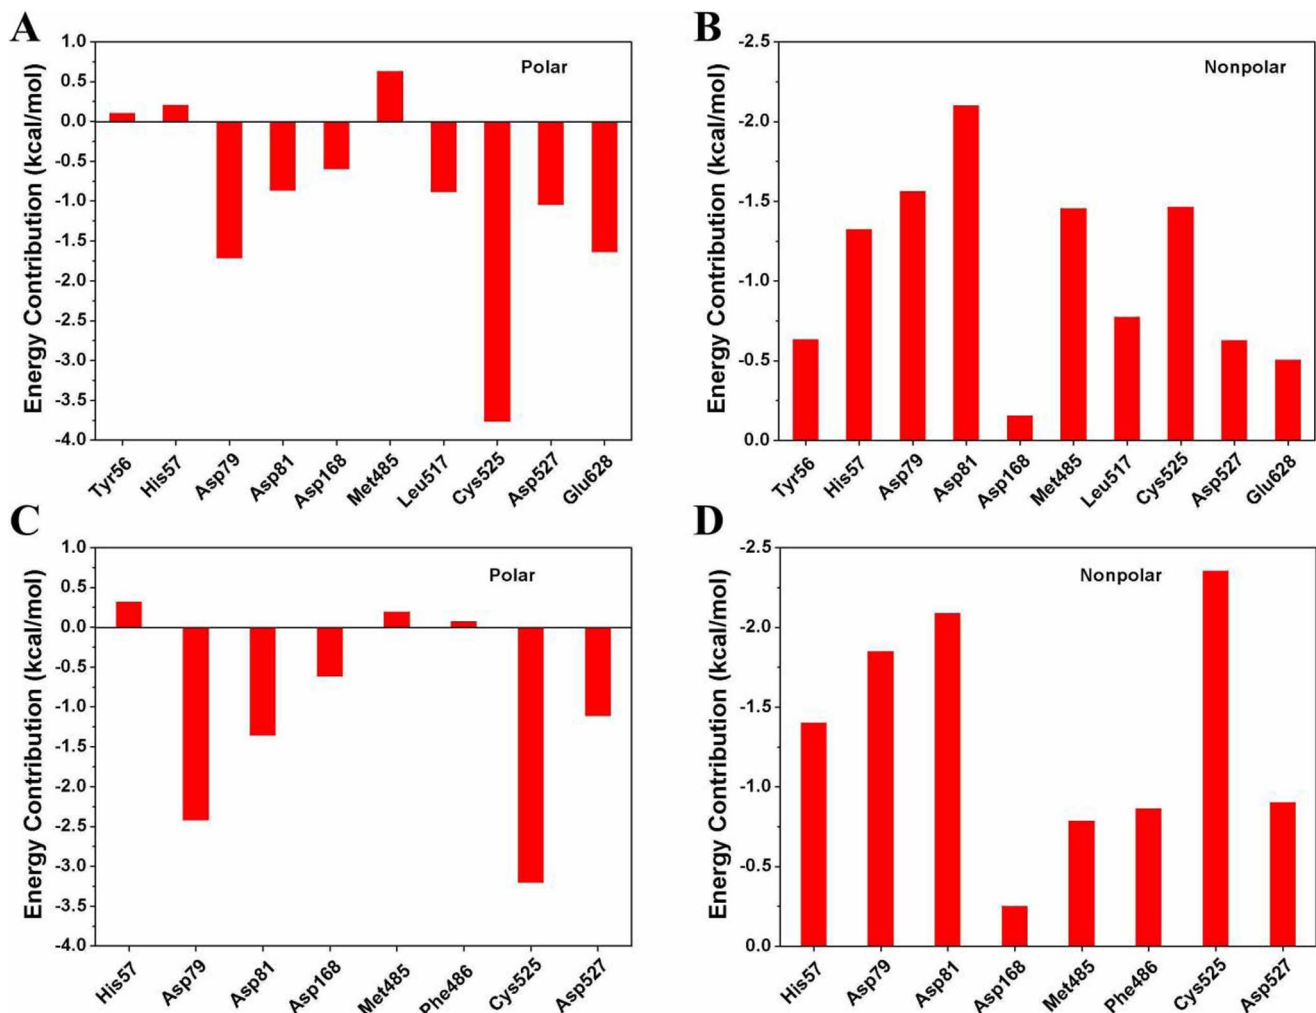 A
B
Polar
Nonpolar
Energy Contribution (kcal/mol)
1.0
0.5
0.0
-0.5
-1.0
-1.5
-2.0
-2.5
-3.0
-3.5
-4.0
Tyr56 His57 Asp79 Asp81 Asp168 Met485 Leu517 Cys525 Asp527 Glu628
Energy Contribution (kcal/mol)
-2.5
-2.0
-1.5
-1.0
-0.5
0.0
Tyr56 His57 Asp79 Asp81 Asp168 Met485 Leu517 Cys525 Asp527 Glu628
C
D
Polar
Nonpolar
Energy Contribution (kcal/mol)
1.0
0.5
0.0
-0.5
-1.0
-1.5
-2.0
-2.5
-3.0
-3.5
-4.0
His57 Asp79 Asp81 Asp168 Met485 Phe486 Cys525 Asp527
Energy Contribution (kcal/mol)
-2.5
-2.0
-1.5
-1.0
-0.5
0.0
His57 Asp79 Asp81 Asp168 Met485 Phe486 Cys525 Asp527